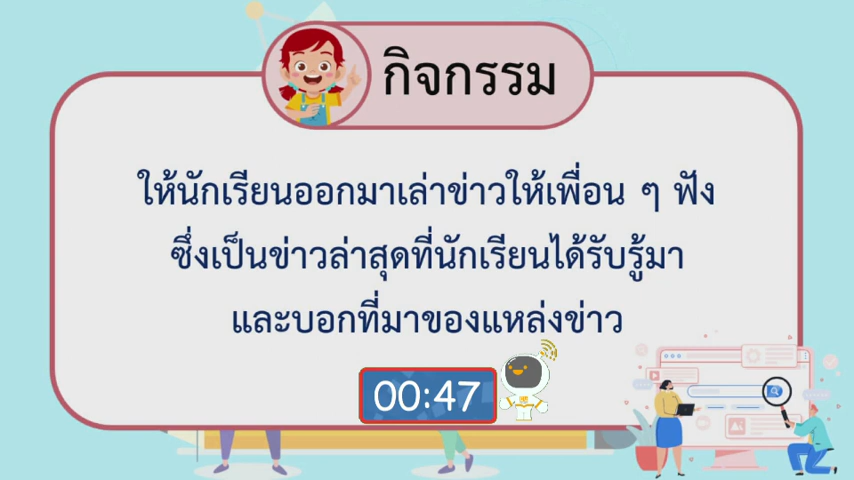 กิจกรรม
ให้นักเรียนออกมาเล่าข่าวให้เพื่อน ๆ ฟัง
ซึ่งเป็นข่าวล่าสุดที่นักเรียนได้รับรู้มา
และบอกที่มาของแหล่งข่าว
00:47